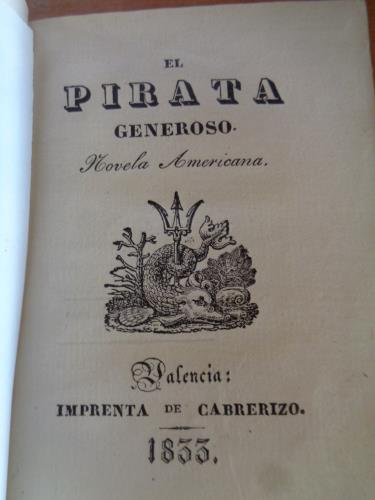 EL
PIRATA
GENEROSO.
Novela Americana.
Valencia:
IMPRENTA DE CABRERIZO.
1833.